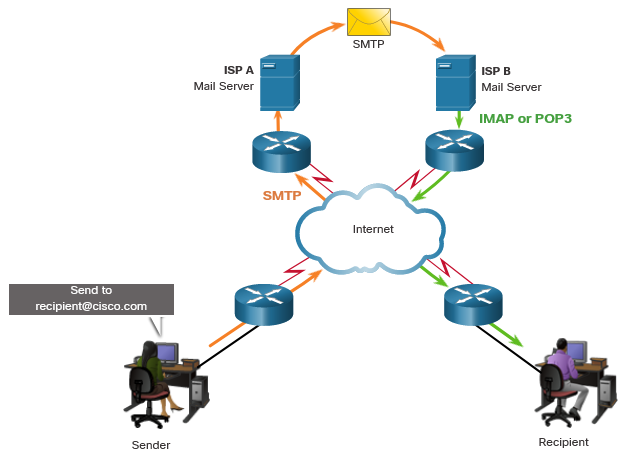 SMTP
ISP A
Mail Server
ISP B
Mail Server
IMAP or POP3
SMTP
Internet
Send to
recipient@cisco.com
Sender
Recipient